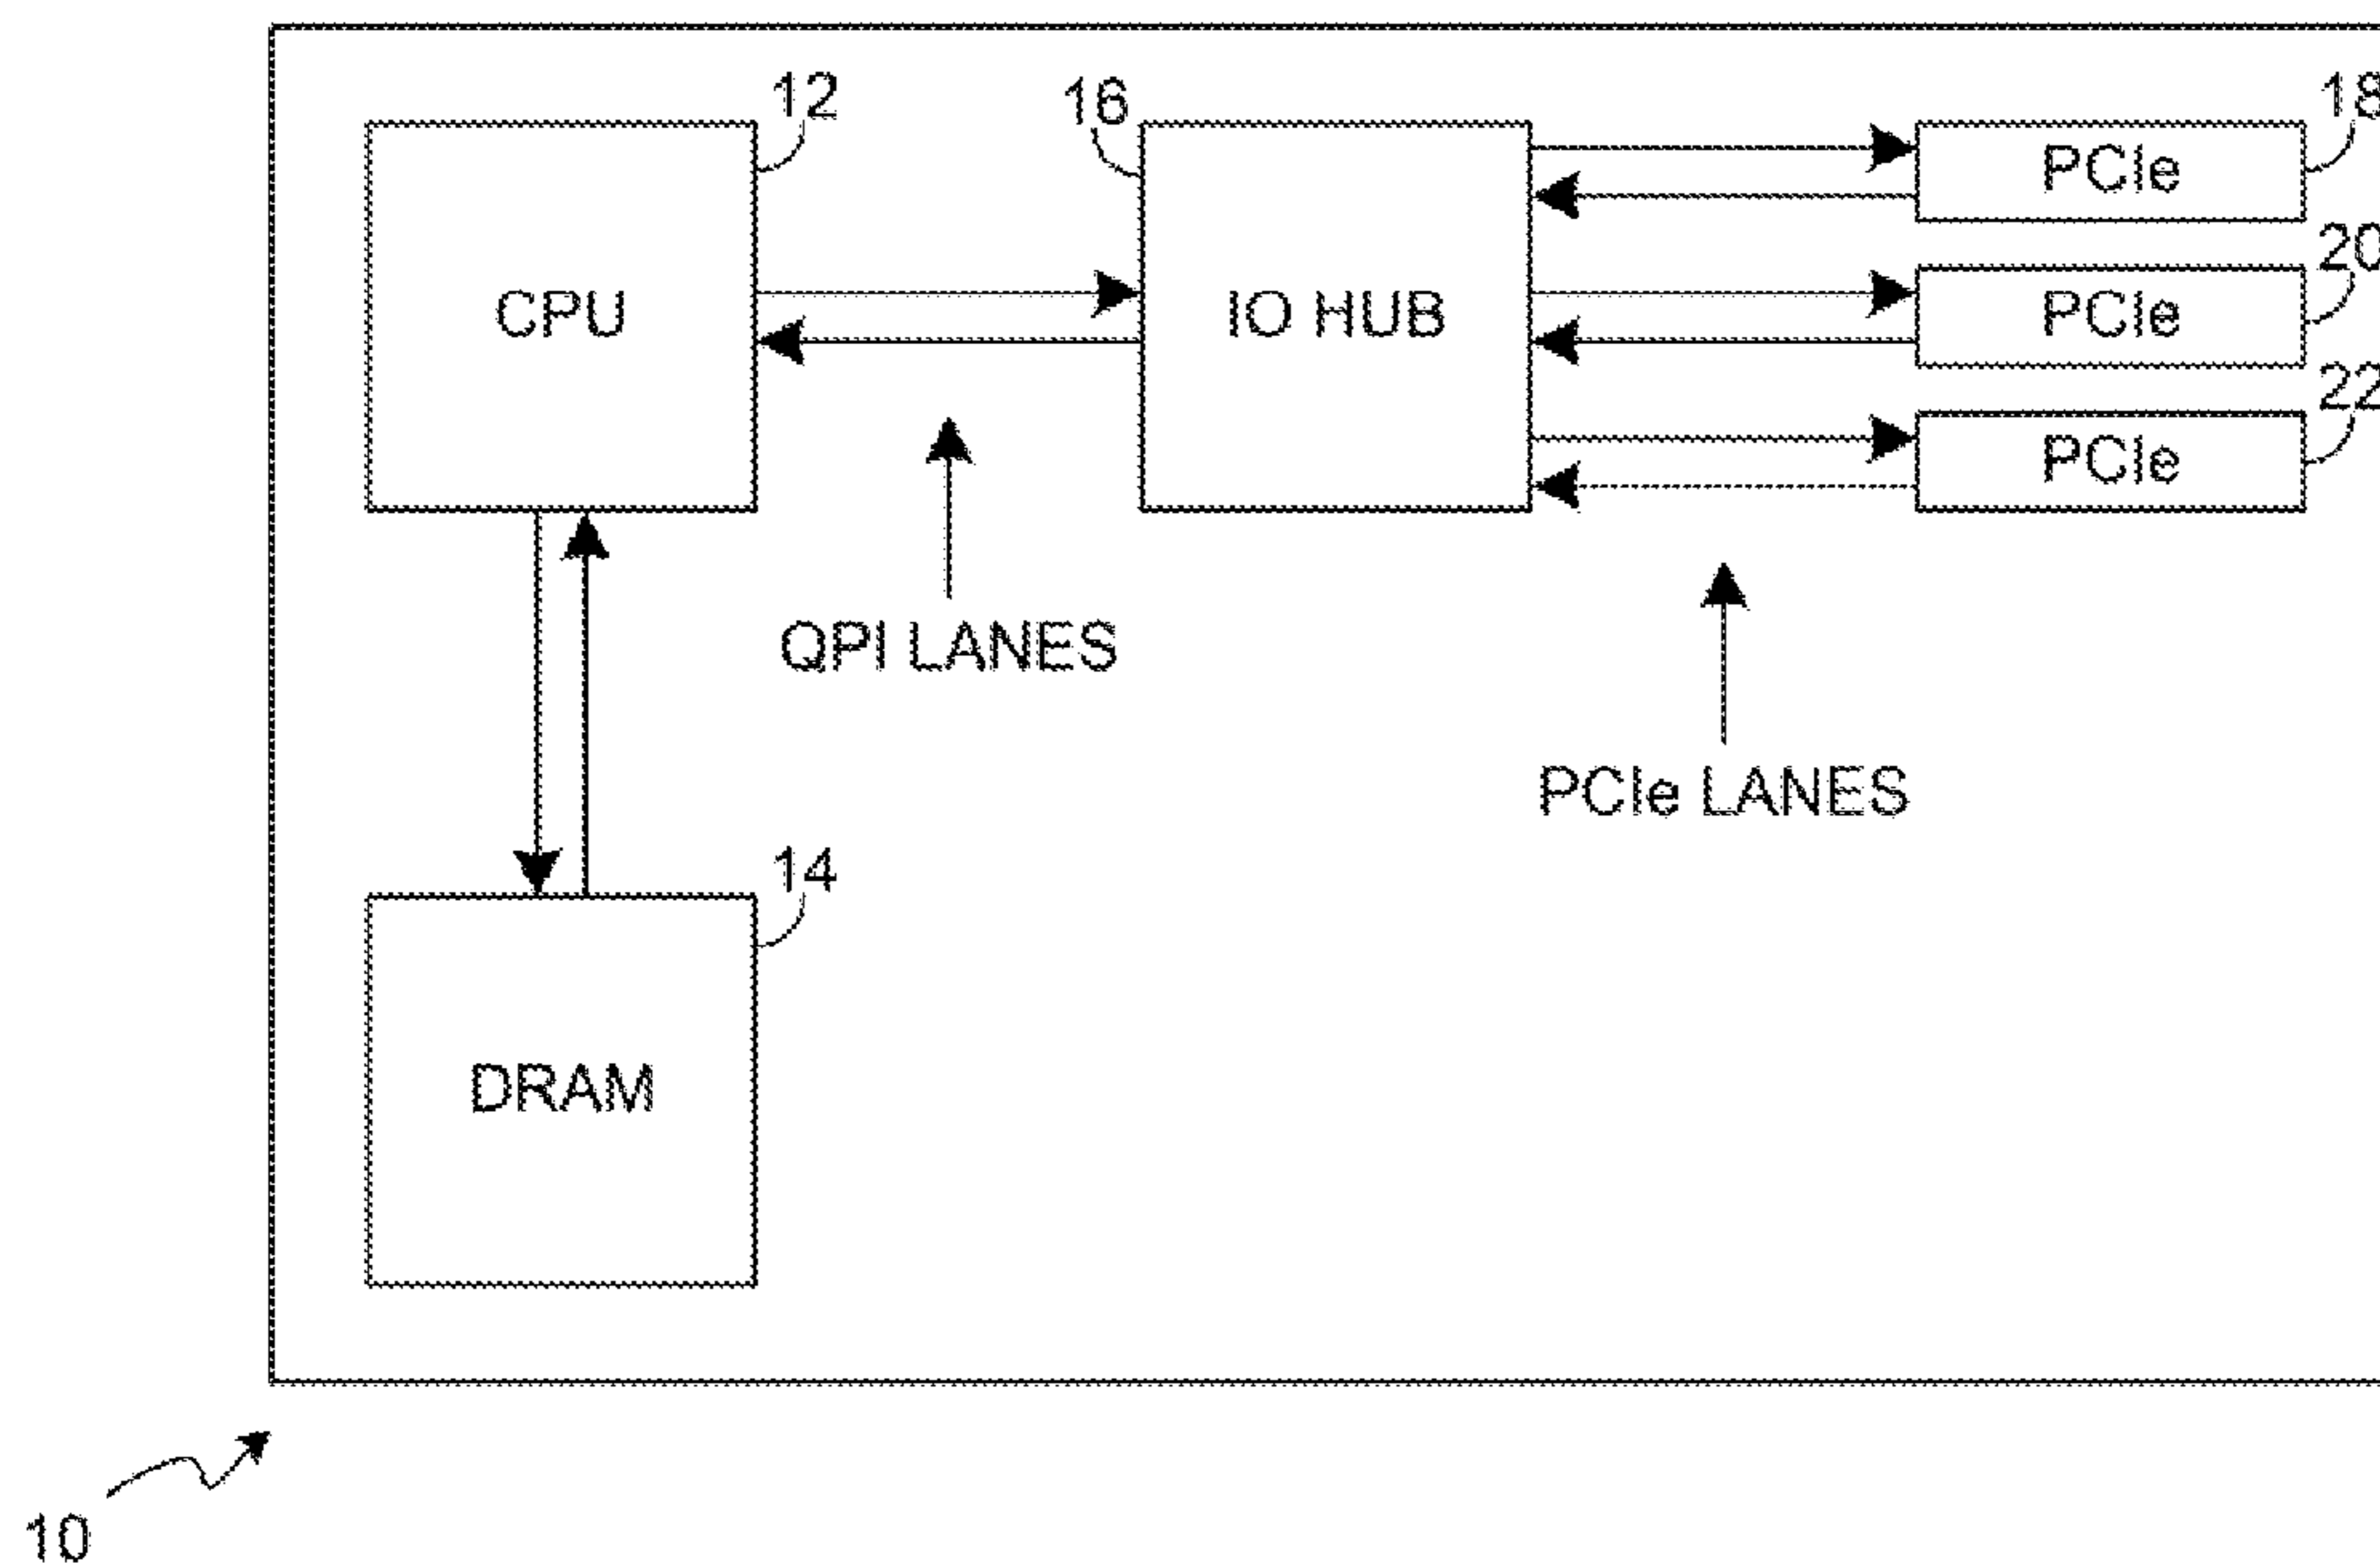 12
16
18
CPU
IO HUB
PCIe
20
PCIe
22
PCIe
QPI LANES
PCIe LANES
14
DRAM
10